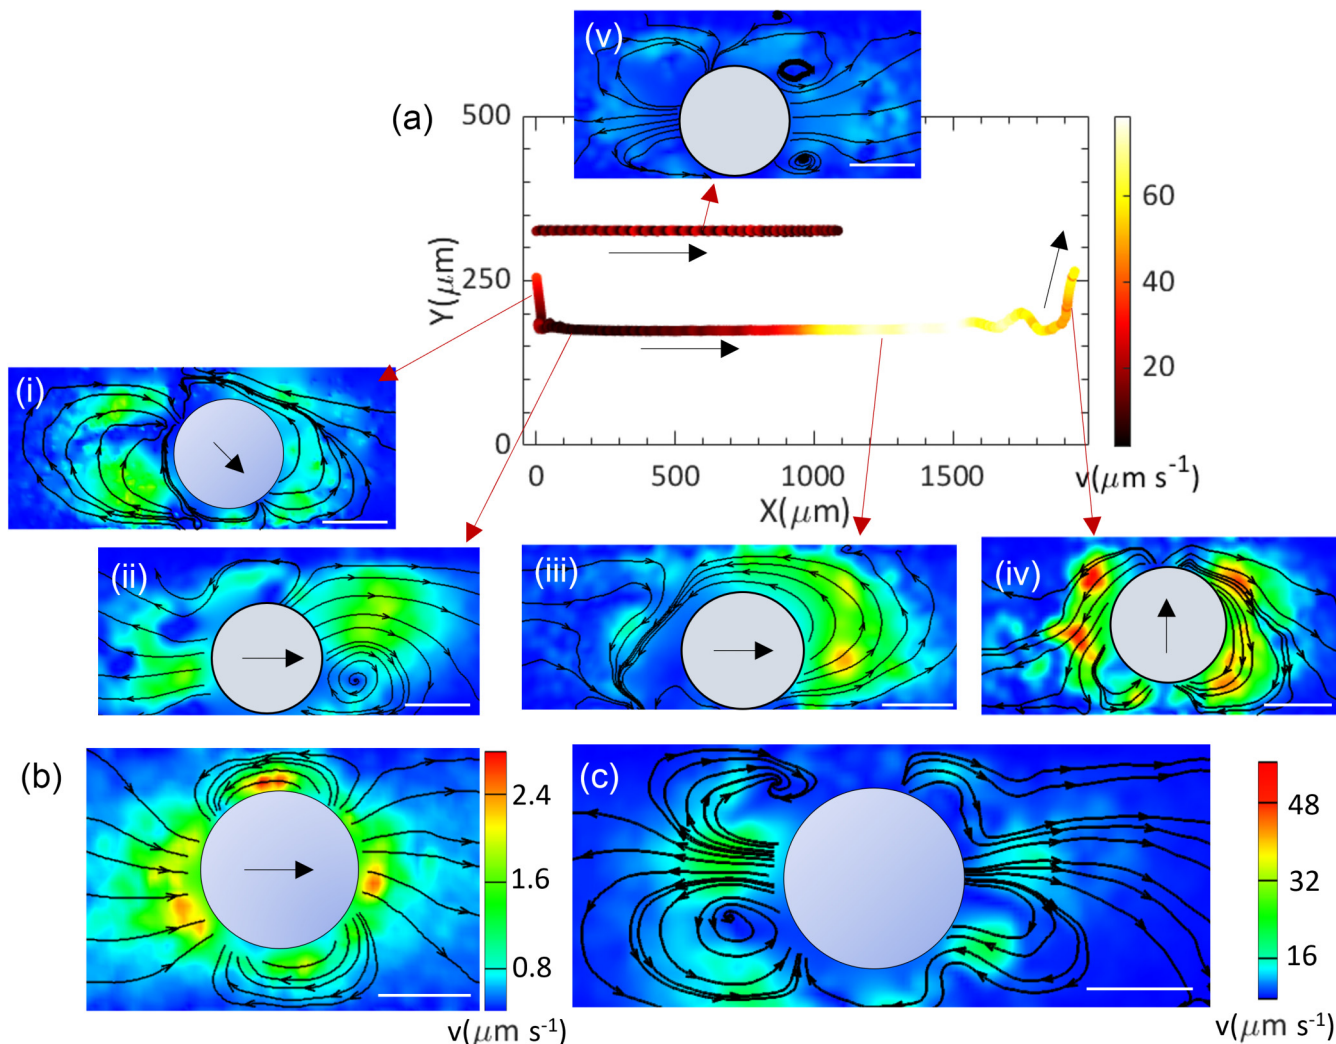 (v)
(a)
500
250
0
Y(μm)
0 500 1000 1500
X(μm)
60
40
20
v(μm s⁻¹)
(i)
(ii)
(iii)
(iv)
(b)
2.4
1.6
0.8
v(μm s⁻¹)
(c)
48
32
16
v(μm s⁻¹)